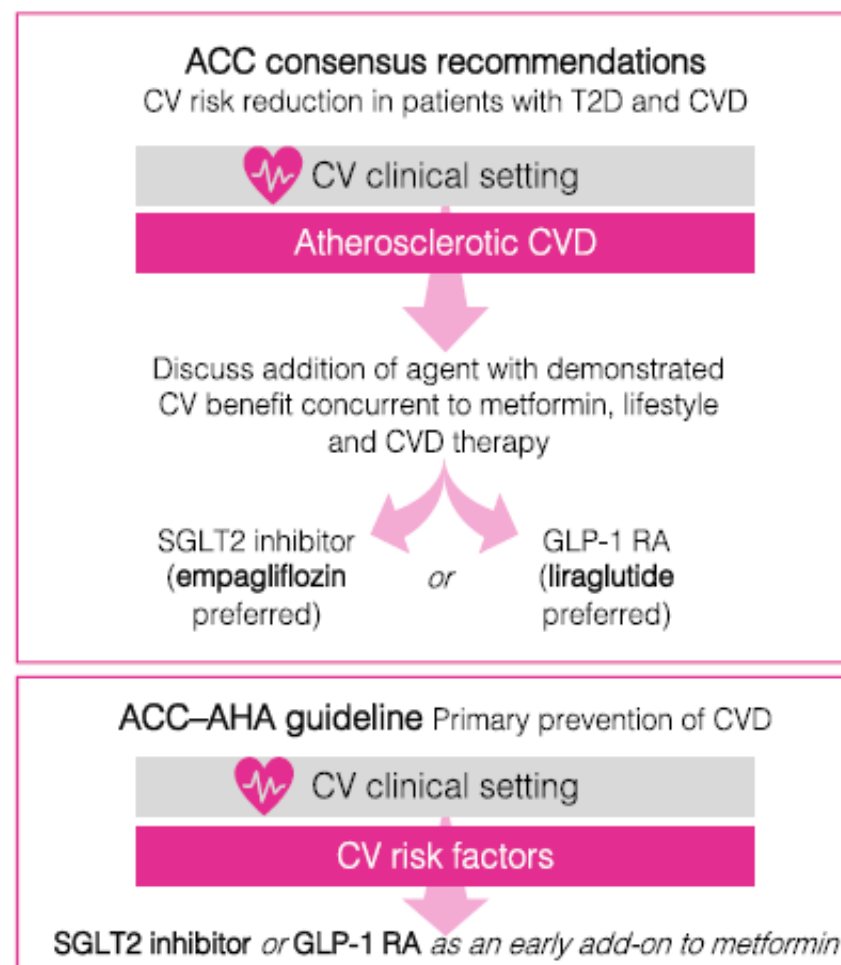 ACC consensus recommendations
CV risk reduction in patients with T2D and CVD
CV clinical setting
Atherosclerotic CVD
Discuss addition of agent with demonstrated
CV benefit concurrent to metformin, lifestyle
and CVD therapy
SGLT2 inhibitor
(empagliflozin
preferred)
or
GLP-1 RA
(liraglutide
preferred)
ACC–AHA guideline Primary prevention of CVD
CV clinical setting
CV risk factors
SGLT2 inhibitor or GLP-1 RA as an early add-on to metformin